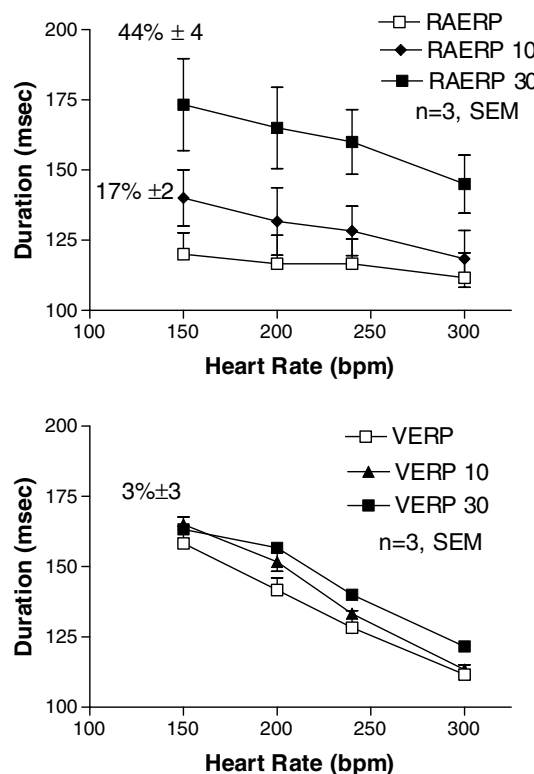 200
175
150
125
100
Duration (msec)
44% ± 4
17% ±2
RAERP
RAERP 10
RAERP 30
n=3, SEM
100 150 200 250 300
Heart Rate (bpm)
200
175
150
125
100
Duration (msec)
3%±3
VERP
VERP 10
VERP 30
n=3, SEM
100 150 200 250 300
Heart Rate (bpm)